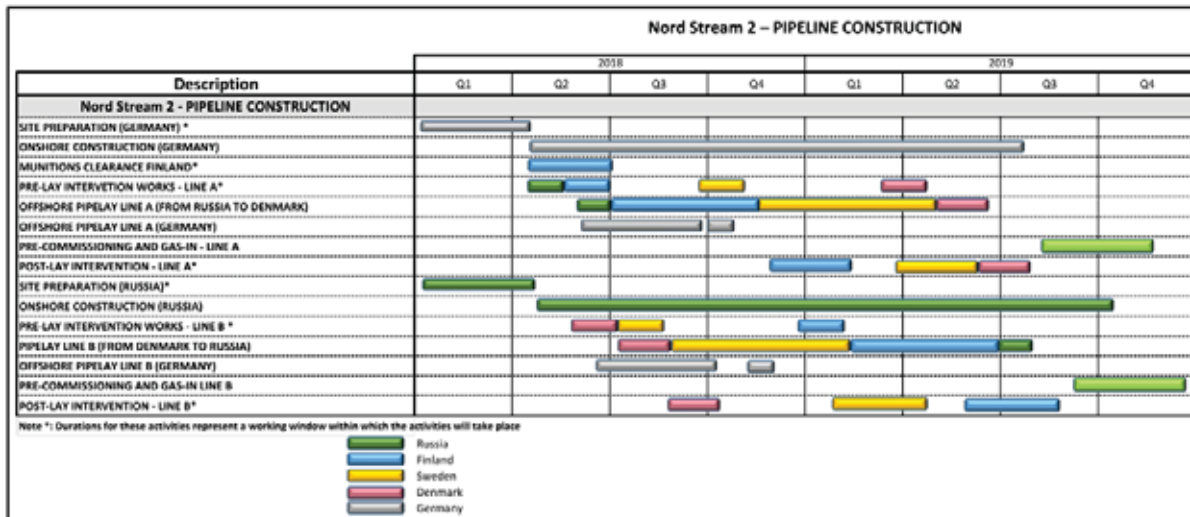 Nord Stream 2 – PIPELINE CONSTRUCTION
2018 2019
Description Q1 Q2 Q3 Q4 Q1 Q2 Q3 Q4
Nord Stream 2 - PIPELINE CONSTRUCTION
SITE PREPARATION (GERMANY) *
ONSHORE CONSTRUCTION (GERMANY)
MUNITIONS CLEARANCE FINLAND*
PRE-LAY INTERVETION WORKS - LINE A*
OFFSHORE PIPELAY LINE A (FROM RUSSIA TO DENMARK)
OFFSHORE PIPELAY LINE A (GERMANY)
PRE-COMMISSIONING AND GAS-IN - LINE A
POST-LAY INTERVENTION - LINE A*
SITE PREPARATION (RUSSIA)*
ONSHORE CONSTRUCTION (RUSSIA)
PRE-LAY INTERVENTION WORKS - LINE B *
PIPELAY LINE B (FROM DENMARK TO RUSSIA)
OFFSHORE PIPELAY LINE B (GERMANY)
PRE-COMMISSIONING AND GAS-IN LINE B
POST-LAY INTERVENTION - LINE B*
Note *: Durations for these activities represent a working window within which the activities will take place
Russia
Finland
Sweden
Denmark
Germany